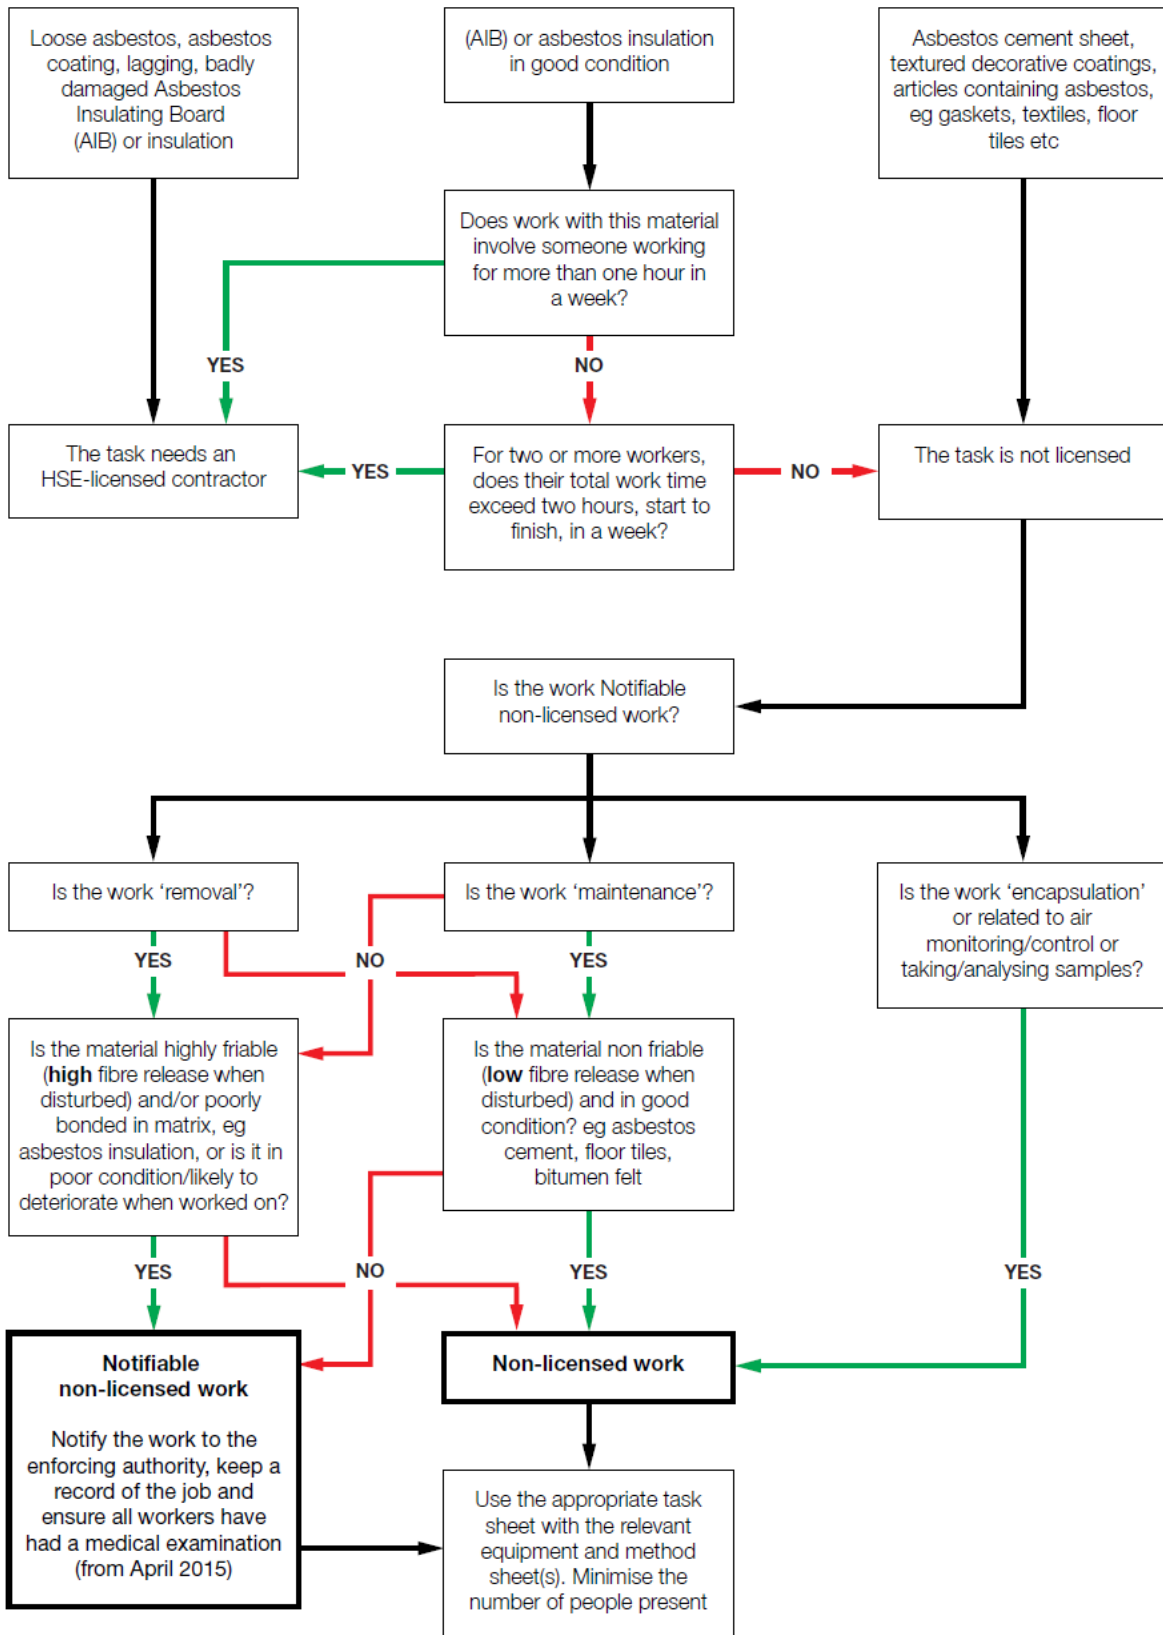 Loose asbestos, asbestos
coating, lagging, badly
damaged Asbestos
Insulating Board
(AIB) or insulation
(AIB) or asbestos insulation
in good condition
Asbestos cement sheet,
textured decorative coatings,
articles containing asbestos,
eg gaskets, textiles, floor
tiles etc
Does work with this material
involve someone working
for more than one hour in
a week?
YES
NO
The task needs an
HSE-licensed contractor
YES
For two or more workers,
does their total work time
exceed two hours, start to
finish, in a week?
NO
The task is not licensed
Is the work Notifiable
non-licensed work?
Is the work ‘removal’?
Is the work ‘maintenance’?
Is the work ‘encapsulation’
or related to air
monitoring/control or
taking/analysing samples?
YES
NO
YES
Is the material highly friable
(high fibre release when
disturbed) and/or poorly
bonded in matrix, eg
asbestos insulation, or is it in
poor condition/likely to
deteriorate when worked on?
Is the material non friable
(low fibre release when
disturbed) and in good
condition? eg asbestos
cement, floor tiles,
bitumen felt
YES
NO
YES
YES
Notifiable
non-licensed work
Notify the work to the
enforcing authority, keep a
record of the job and
ensure all workers have
had a medical examination
(from April 2015)
Non-licensed work
Use the appropriate task
sheet with the relevant
equipment and method
sheet(s). Minimise the
number of people present